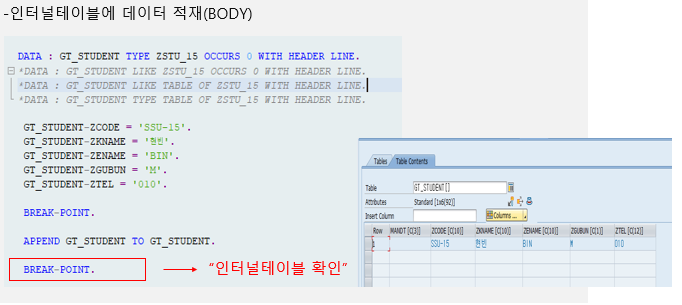 -인터널테이블에 데이터 적재(BODY)
DATA : GT_STUDENT TYPE ZSTU_15 OCCURS 0 WITH HEADER LINE.
*DATA : GT_STUDENT LIKE ZSTU_15 OCCURS 0 WITH HEADER LINE.
*DATA : GT_STUDENT LIKE TABLE OF ZSTU_15 WITH HEADER LINE.
*DATA : GT_STUDENT TYPE TABLE OF ZSTU_15 WITH HEADER LINE.
GT_STUDENT-ZCODE = 'SSU-15'.
GT_STUDENT-ZKNAME = '현빈'.
GT_STUDENT-ZENAME = 'BIN'.
GT_STUDENT-ZGUBUN = 'M'.
GT_STUDENT-ZTEL = '010'.
BREAK-POINT.
APPEND GT_STUDENT TO GT_STUDENT.
BREAK-POINT.
“인터널테이블 확인”
Tables Table Contents
Table GT_STUDENT[]
Attributes Standard [1x6(92)]
Insert Column Columns ...
Row MANDT [C(3)] ZCODE [C(10)] ZKNAME [C(10)] ZENAME [C(10)] ZGUBUN [C(1)] ZTEL [C(12)]
1 SSU-15 현빈 BIN M 010